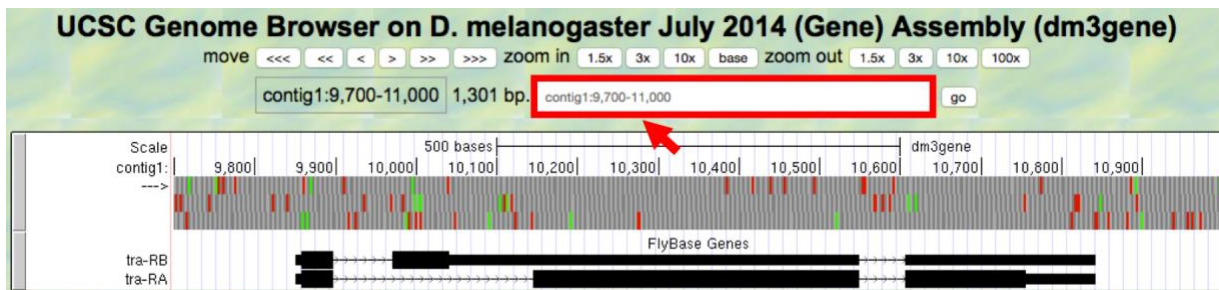 UCSC Genome Browser on D. melanogaster July 2014 (Gene) Assembly (dm3gene)
move <<< << < > >> >>> zoom in 1.5x 3x 10x base zoom out 1.5x 3x 10x 100x
contig1:9,700-11,000 1,301 bp. contig1:9,700-11,000 go
Scale 500 bases dm3gene
contig1: 9,800 9,900 10,000 10,100 10,200 10,300 10,400 10,500 10,600 10,700 10,800 10,900
--->
FlyBase Genes
tra-RB
tra-RA